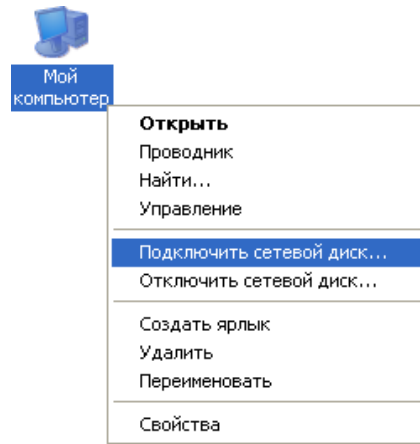 Мой
компьютер
Открыть
Проводник
Найти...
Управление
Подключить сетевой диск...
Отключить сетевой диск...
Создать ярлык
Удалить
Переименовать
Свойства